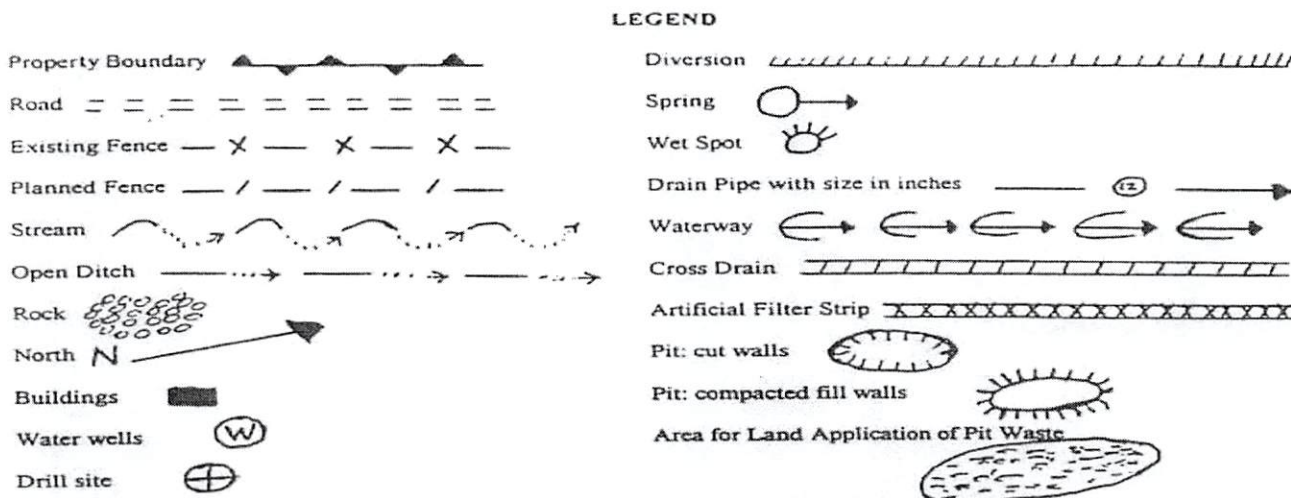 LEGEND
Property Boundary
Road
Existing Fence
Planned Fence
Stream
Open Ditch
Rock
North N
Buildings
Water wells W
Drill site
Diversion
Spring
Wet Spot
Drain Pipe with size in inches 12
Waterway
Cross Drain
Artificial Filter Strip
Pit: cut walls
Pit: compacted fill walls
Area for Land Application of Pit Waste